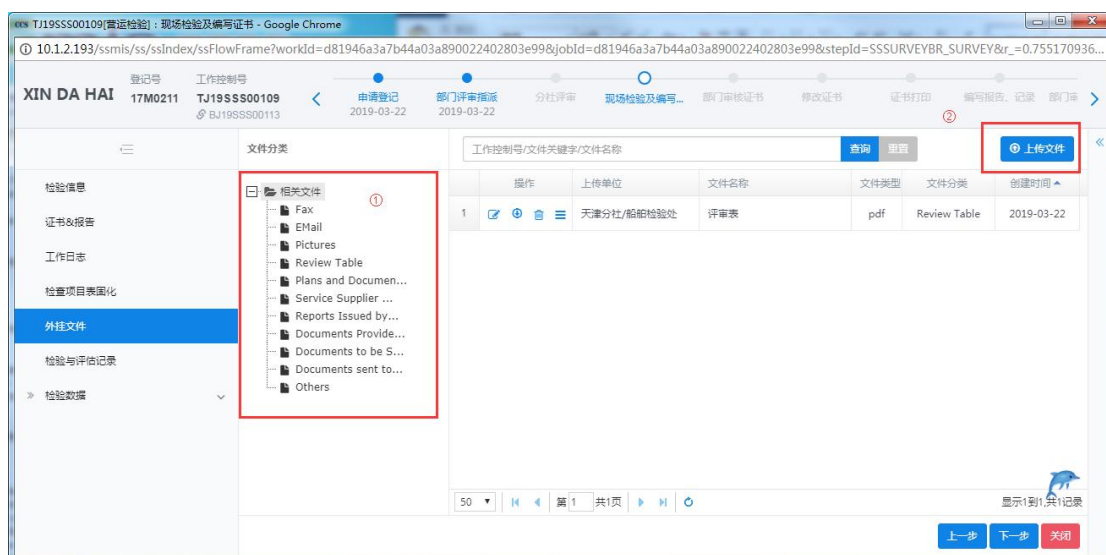 ccs TJ19SSS00109[营运检验] : 现场检验及编写证书 - Google Chrome
10.1.2.193/ssmis/ss/ssIndex/ssFlowFrame?workId=d81946a3a7b44a03a890022402803e99&jobId=d81946a3a7b44a03a890022402803e99&stepId=SSSURVEYBR_SURVEY&r_=0.755170936...
XIN DA HAI
登记号
17M0211
工作控制号
TJ19SSS00109
BJ19SSS00113
申请登记
2019-03-22
部门评审指派
2019-03-22
分社评审
现场检验及编写...
部门审核证书
修改证书
证书打印
编写报告、记录
②
检验信息
证书&报告
工作日志
检查项目表固化
外挂文件
检验与评估记录
检验数据
文件分类
①
相关文件
Fax
EMail
Pictures
Review Table
Plans and Documen...
Service Supplier ...
Reports Issued by...
Documents Provide...
Documents to be S...
Documents sent to...
Others
工作控制号/文件关键字/文件名称 查询 重置 上传文件
操作 上传单位 文件名称 文件类型 文件分类 创建时间
1 天津分社/船舶检验处 评审表 pdf Review Table 2019-03-22
50 第 1 共1页 显示1到1,共1记录
上一步 下一步 关闭